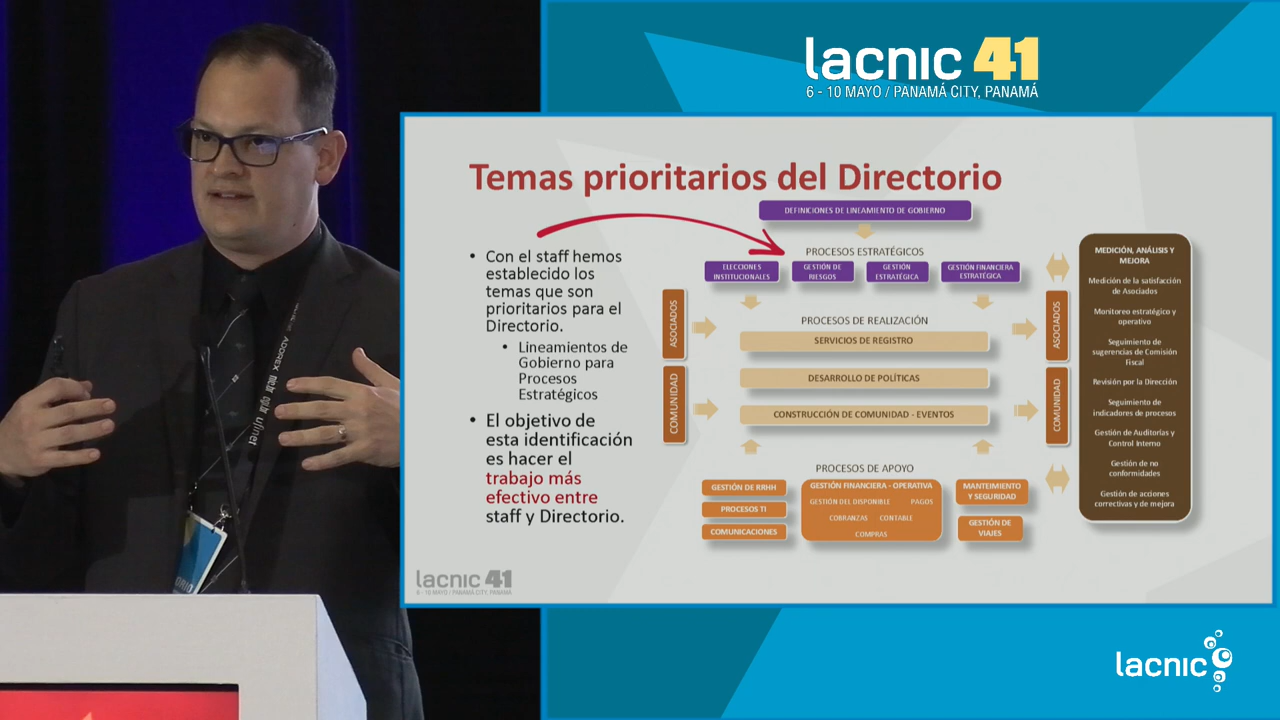 lacnic 41
6 - 10 MAYO / PANAMÁ CITY, PANAMÁ
Temas prioritarios del Directorio
• Con el staff hemos
establecido los
temas que son
prioritarios para el
Directorio.
• Lineamientos de
Gobierno para
Procesos
Estratégicos
• El objetivo de
esta identificación
es hacer el
trabajo más
efectivo entre
staff y Directorio.
DEFINICIONES DE LINEAMIENTO DE GOBIERNO
PROCESOS ESTRATÉGICOS
ELECCIONES
INSTITUCIONALES
GESTIÓN DE
RIESGOS
GESTIÓN
ESTRATÉGICA
GESTIÓN FINANCIERA
ESTRATÉGICA
ASOCIADOS
COMUNIDAD
PROCESOS DE REALIZACIÓN
SERVICIOS DE REGISTRO
DESARROLLO DE POLÍTICAS
CONSTRUCCIÓN DE COMUNIDAD - EVENTOS
ASOCIADOS
COMUNIDAD
PROCESOS DE APOYO
GESTIÓN DE RRHH
PROCESOS TI
COMUNICACIONES
GESTIÓN FINANCIERA - OPERATIVA
GESTIÓN DEL DISPONIBLE PAGOS
COBRANZAS CONTABLE
COMPRAS
MANTEIMIENTO
Y SEGURIDAD
GESTIÓN DE
VIAJES
MEDICIÓN, ANÁLISIS Y
MEJORA
Medición de la satisfacción
de Asociados
Monitoreo estratégico y
operativo
Seguimiento de
sugerencias de Comisión
Fiscal
Revisión por la Dirección
Seguimiento de
indicadores de procesos
Gestión de Auditorías y
Control Interno
Gestión de no
conformidades
Gestión de acciones
correctivas y de mejora
lacnic 41
6 - 10 MAYO / PANAMÁ CITY, PANAMÁ
lacnic
ADOREX
ufinet